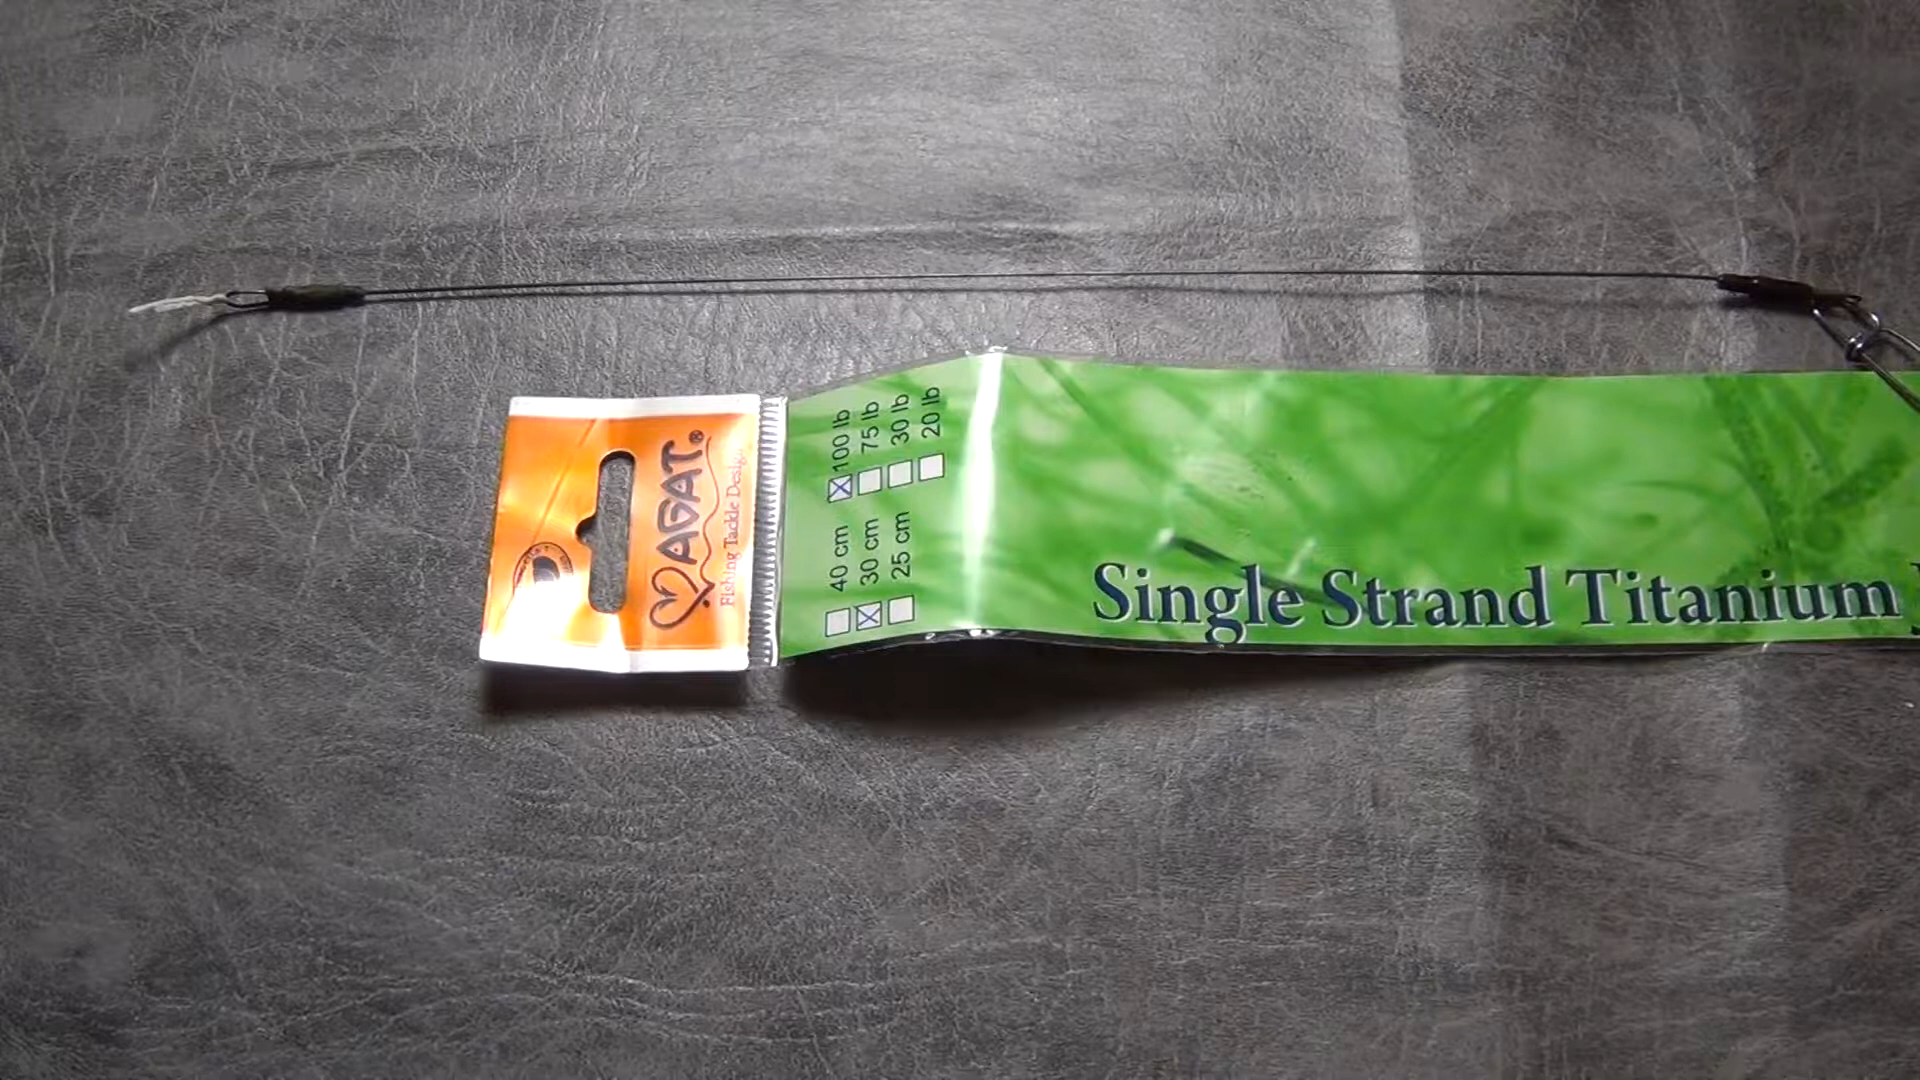 AGAT®
Fishing Tackle Design
100 lb
75 lb
30 lb
20 lb
40 cm
30 cm
25 cm
Single Strand Titanium